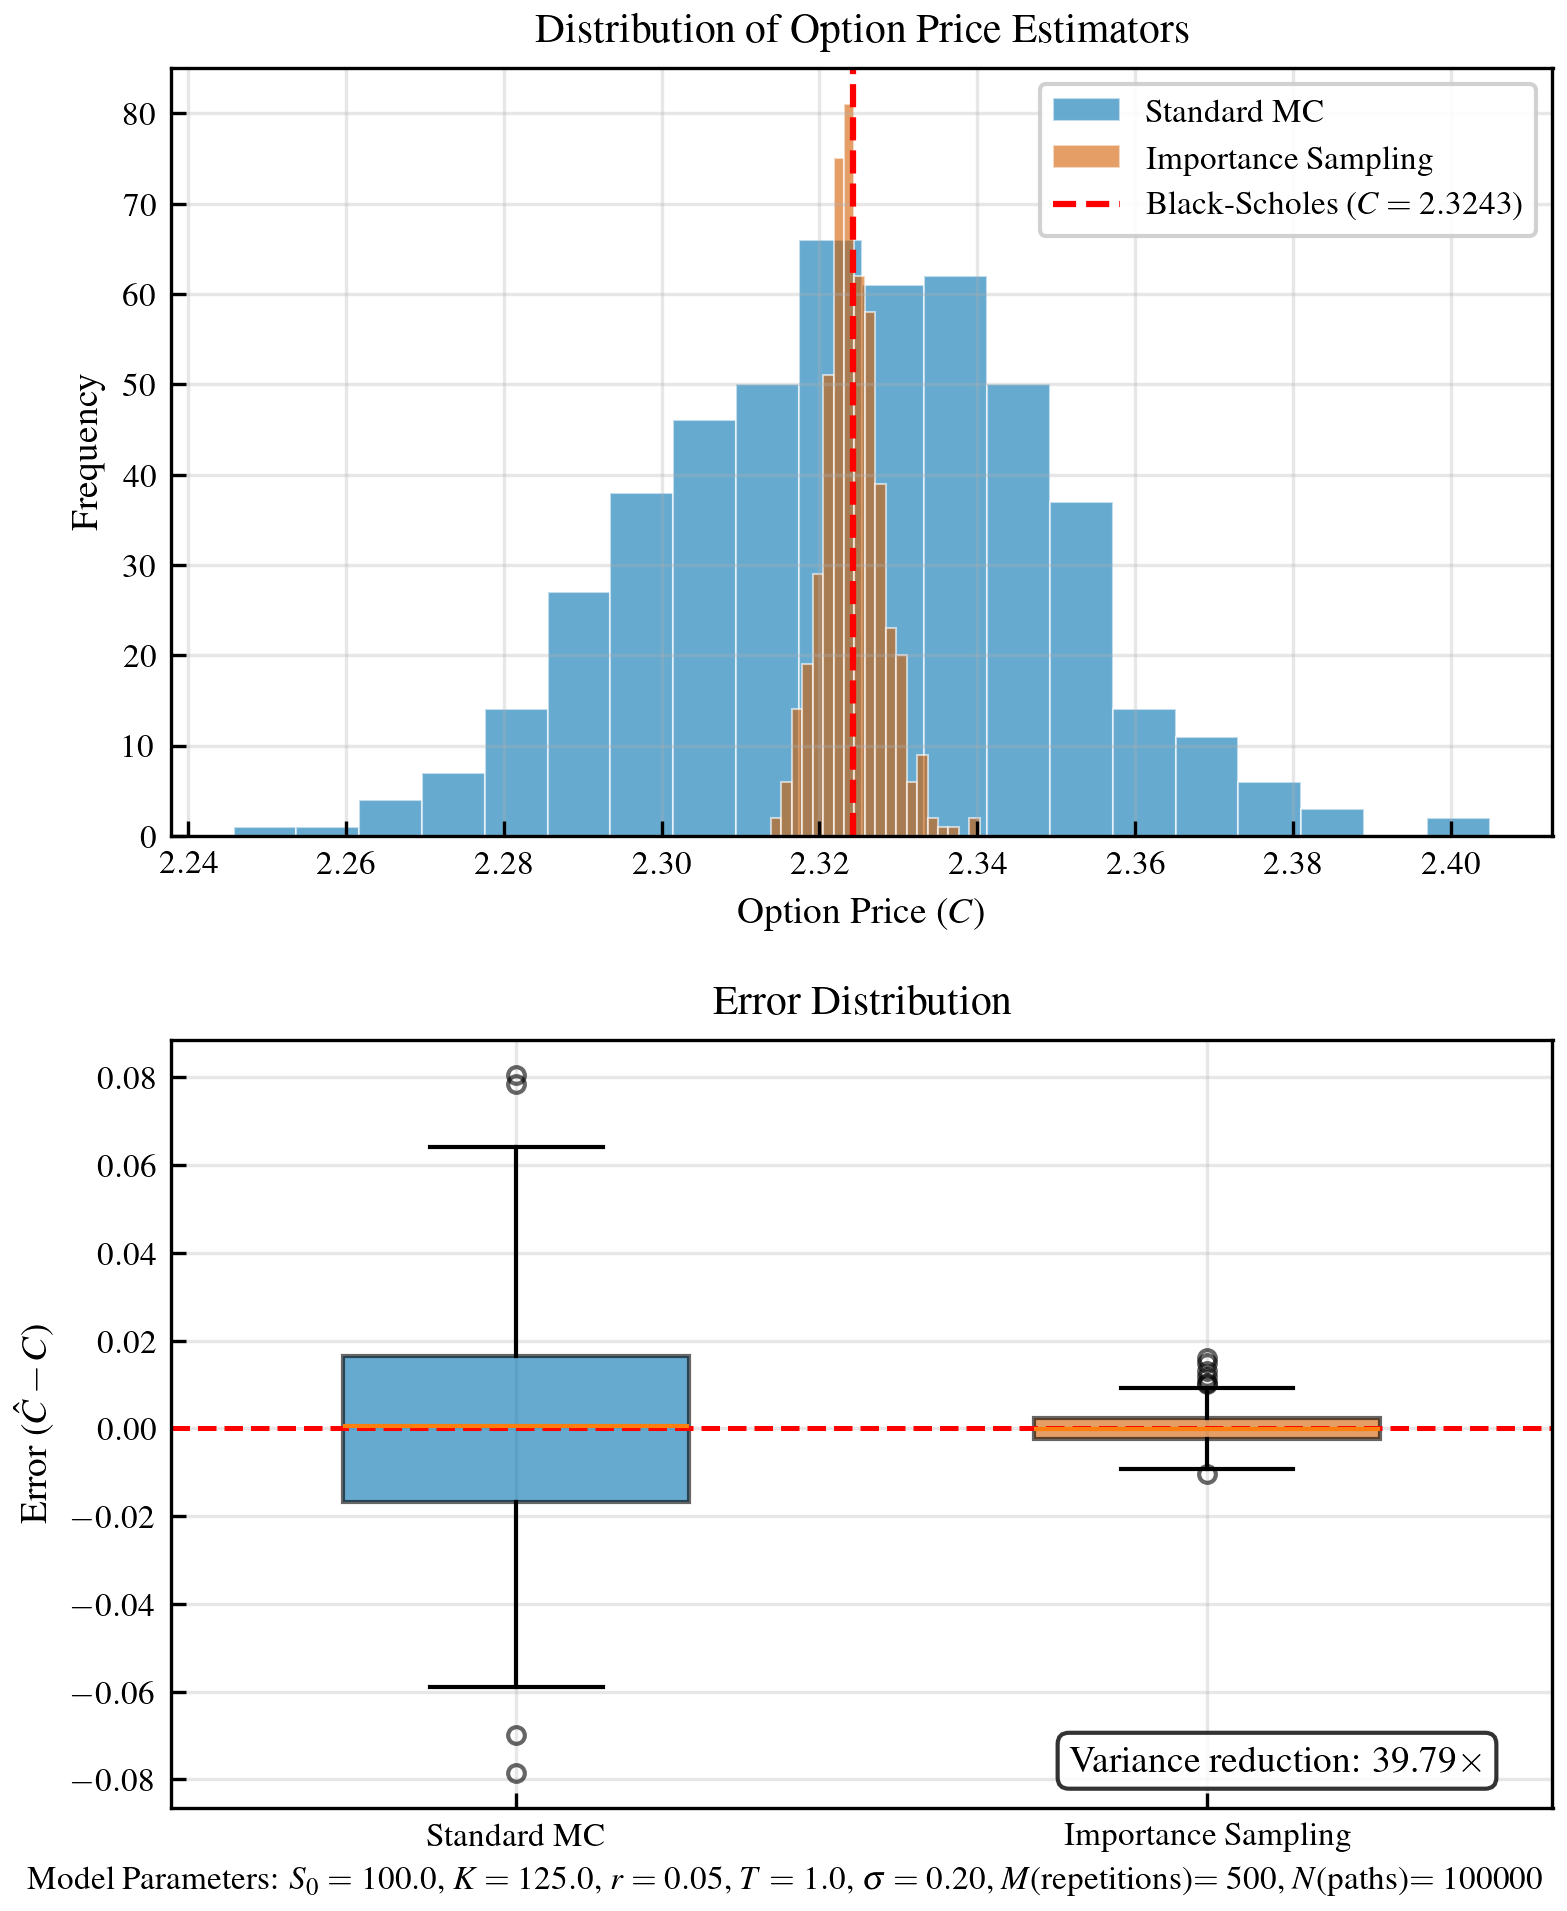 Distribution of Option Price Estimators
Standard MC
Importance Sampling
Black-Scholes (C = 2.3243)
80
70
60
50
40
30
20
10
0
Frequency
2.24 2.26 2.28 2.30 2.32 2.34 2.36 2.38 2.40
Option Price (C)
Error Distribution
0.08
0.06
0.04
0.02
0.00
−0.02
−0.04
−0.06
−0.08
Error (Ĉ − C)
Variance reduction: 39.79×
Standard MC Importance Sampling
Model Parameters: S₀ = 100.0, K = 125.0, r = 0.05, T = 1.0, σ = 0.20, M(repetitions)= 500, N(paths)= 100000